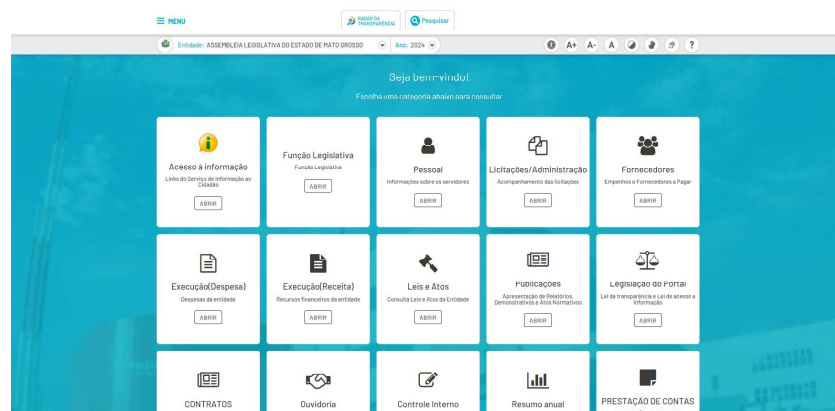 MENU
RADAR DA
TRANSPARÊNCIA
Pesquisar
Entidade: ASSEMBLEIA LEGISLATIVA DO ESTADO DE MATO GROSSO
Ano: 2024
A+ A- A ?
Seja bem-vindo!
Escolha uma categoria abaixo para consultar
Acesso à informação
Links do Serviço de Informação ao
Cidadão
ABRIR
Função Legislativa
Função Legislativa
ABRIR
Pessoal
Informações sobre os servidores
ABRIR
Licitações/Administração
Acompanhamento das licitações
ABRIR
Fornecedores
Empenhos e Fornecedores a Pagar
ABRIR
Execução(Despesa)
Despesas da entidade
ABRIR
Execução(Receita)
Recursos financeiros da entidade
ABRIR
Leis e Atos
Consulta Leis e Atos da Entidade
ABRIR
Publicações
Apresentação de Relatórios,
Demonstrativos e Atos Normativos
ABRIR
Legislação do Portal
Lei da transparência e Lei de acesso a
informação
ABRIR
CONTRATOS
Ouvidoria
Controle Interno
Resumo anual
PRESTAÇÃO DE CONTAS